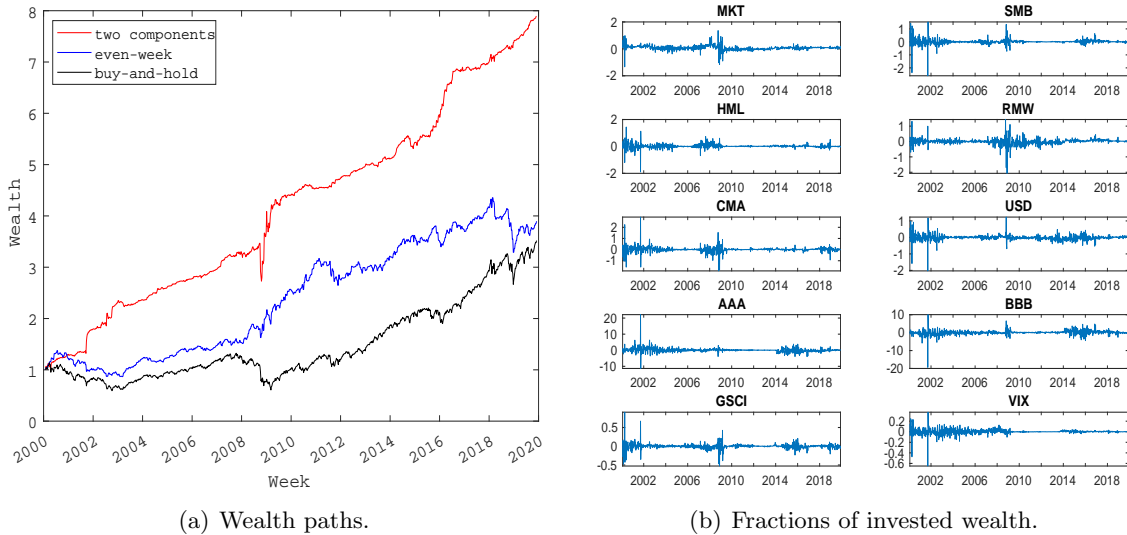 8
7
6
5
4
3
2
1
0
Wealth
two components
even-week
buy-and-hold
2000 2002 2004 2006 2008 2010 2012 2014 2016 2018 2020
Week
(a) Wealth paths.
MKT
2
0
-2
2002 2006 2010 2014 2018
SMB
1
0
-1
-2
2002 2006 2010 2014 2018
HML
2
0
-2
2002 2006 2010 2014 2018
RMW
1
0
-1
2002 2006 2010 2014 2018
CMA
2
1
0
-1
2002 2006 2010 2014 2018
USD
1
0
-1
-2
2002 2006 2010 2014 2018
AAA
20
10
0
-10
2002 2006 2010 2014 2018
BBB
10
0
-10
-20
2002 2006 2010 2014 2018
GSCI
0.5
0
-0.5
2002 2006 2010 2014 2018
VIX
0.2
0
-0.2
-0.4
-0.6
2002 2006 2010 2014 2018
(b) Fractions of invested wealth.